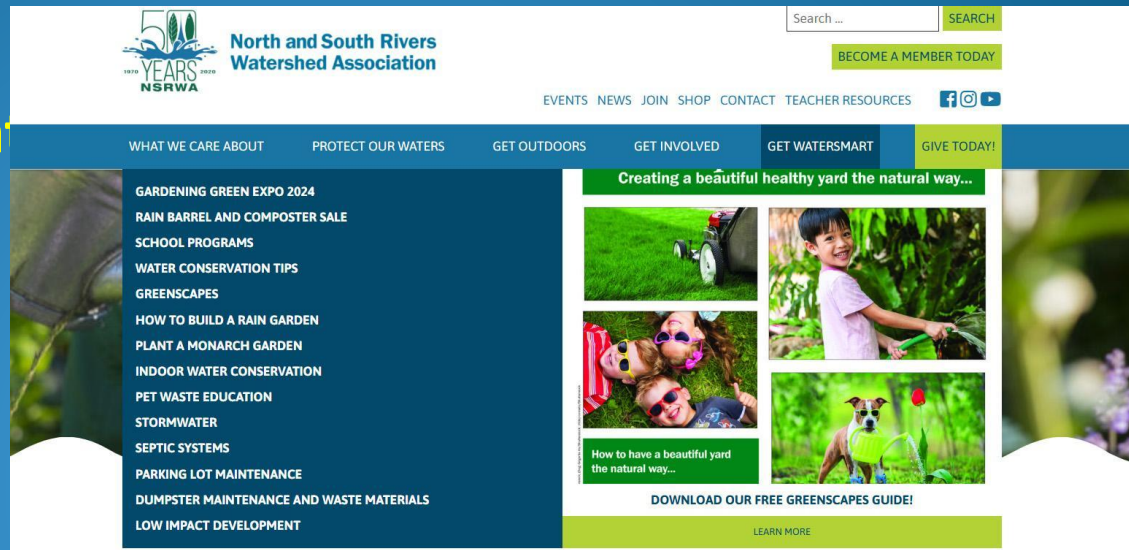 Search ...
SEARCH
50
1970 YEARS 2020
NSRWA
North and South Rivers
Watershed Association
BECOME A MEMBER TODAY
EVENTS NEWS JOIN SHOP CONTACT TEACHER RESOURCES
WHAT WE CARE ABOUT PROTECT OUR WATERS GET OUTDOORS GET INVOLVED GET WATERSMART GIVE TODAY!
GARDENING GREEN EXPO 2024
RAIN BARREL AND COMPOSTER SALE
SCHOOL PROGRAMS
WATER CONSERVATION TIPS
GREENSCAPES
HOW TO BUILD A RAIN GARDEN
PLANT A MONARCH GARDEN
INDOOR WATER CONSERVATION
PET WASTE EDUCATION
STORMWATER
SEPTIC SYSTEMS
PARKING LOT MAINTENANCE
DUMPSTER MAINTENANCE AND WASTE MATERIALS
LOW IMPACT DEVELOPMENT
Creating a beautiful healthy yard the natural way...
How to have a beautiful yard
the natural way...
DOWNLOAD OUR FREE GREENSCAPES GUIDE!
LEARN MORE